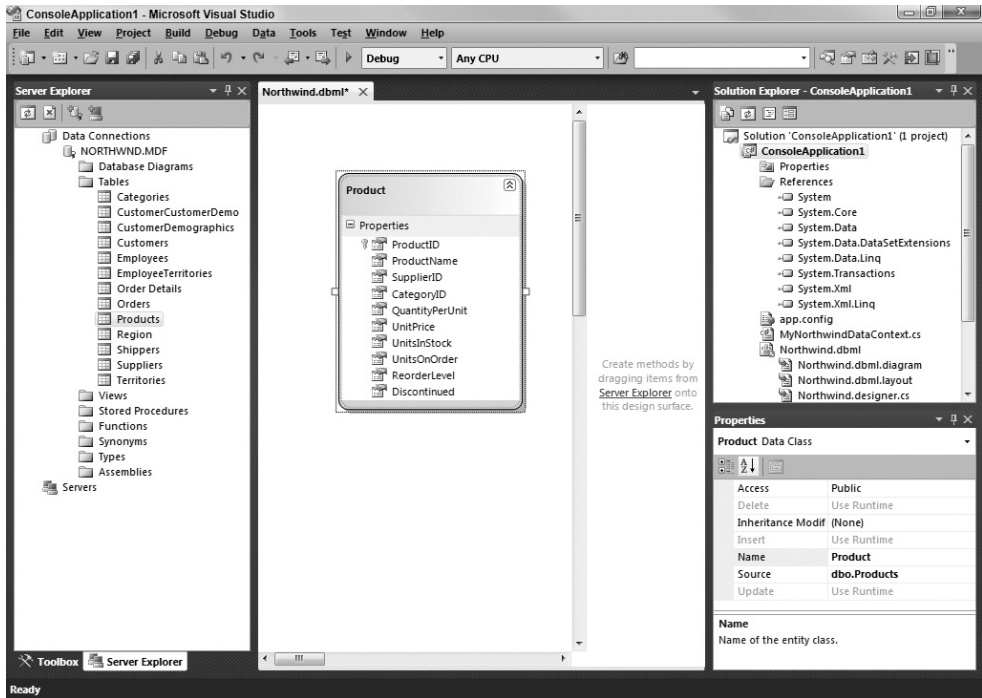 ConsoleApplication1 - Microsoft Visual Studio
File Edit View Project Build Debug Data Tools Test Window Help
Debug Any CPU
Server Explorer
Data Connections
NORTHWND.MDF
Database Diagrams
Tables
Categories
CustomerCustomerDemo
CustomerDemographics
Customers
Employees
EmployeeTerritories
Order Details
Orders
Products
Region
Shippers
Suppliers
Territories
Views
Stored Procedures
Functions
Synonyms
Types
Assemblies
Servers
Toolbox Server Explorer
Northwind.dbml*
Product
Properties
ProductID
ProductName
SupplierID
CategoryID
QuantityPerUnit
UnitPrice
UnitsInStock
UnitsOnOrder
ReorderLevel
Discontinued
Create methods by
dragging items from
Server Explorer onto
this design surface.
Solution Explorer - ConsoleApplication1
Solution 'ConsoleApplication1' (1 project)
ConsoleApplication1
Properties
References
System
System.Core
System.Data
System.Data.DataSetExtensions
System.Data.Linq
System.Transactions
System.Xml
System.Xml.Linq
app.config
MyNorthwindDataContext.cs
Northwind.dbml
Northwind.dbml.diagram
Northwind.dbml.layout
Northwind.designer.cs
Properties
Product Data Class
Access Public
Delete Use Runtime
Inheritance Modif (None)
Insert Use Runtime
Name Product
Source dbo.Products
Update Use Runtime
Name
Name of the entity class.
Ready